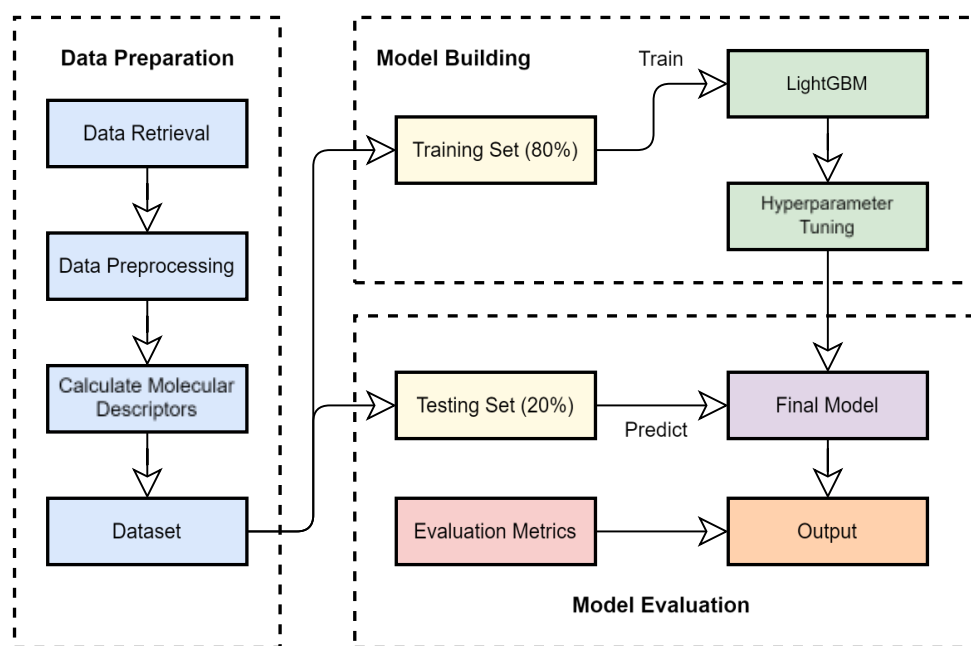 Data Preparation
Data Retrieval
Data Preprocessing
Calculate Molecular
Descriptors
Dataset
Model Building
Training Set (80%)
Train
LightGBM
Hyperparameter
Tuning
Testing Set (20%)
Predict
Final Model
Evaluation Metrics
Output
Model Evaluation